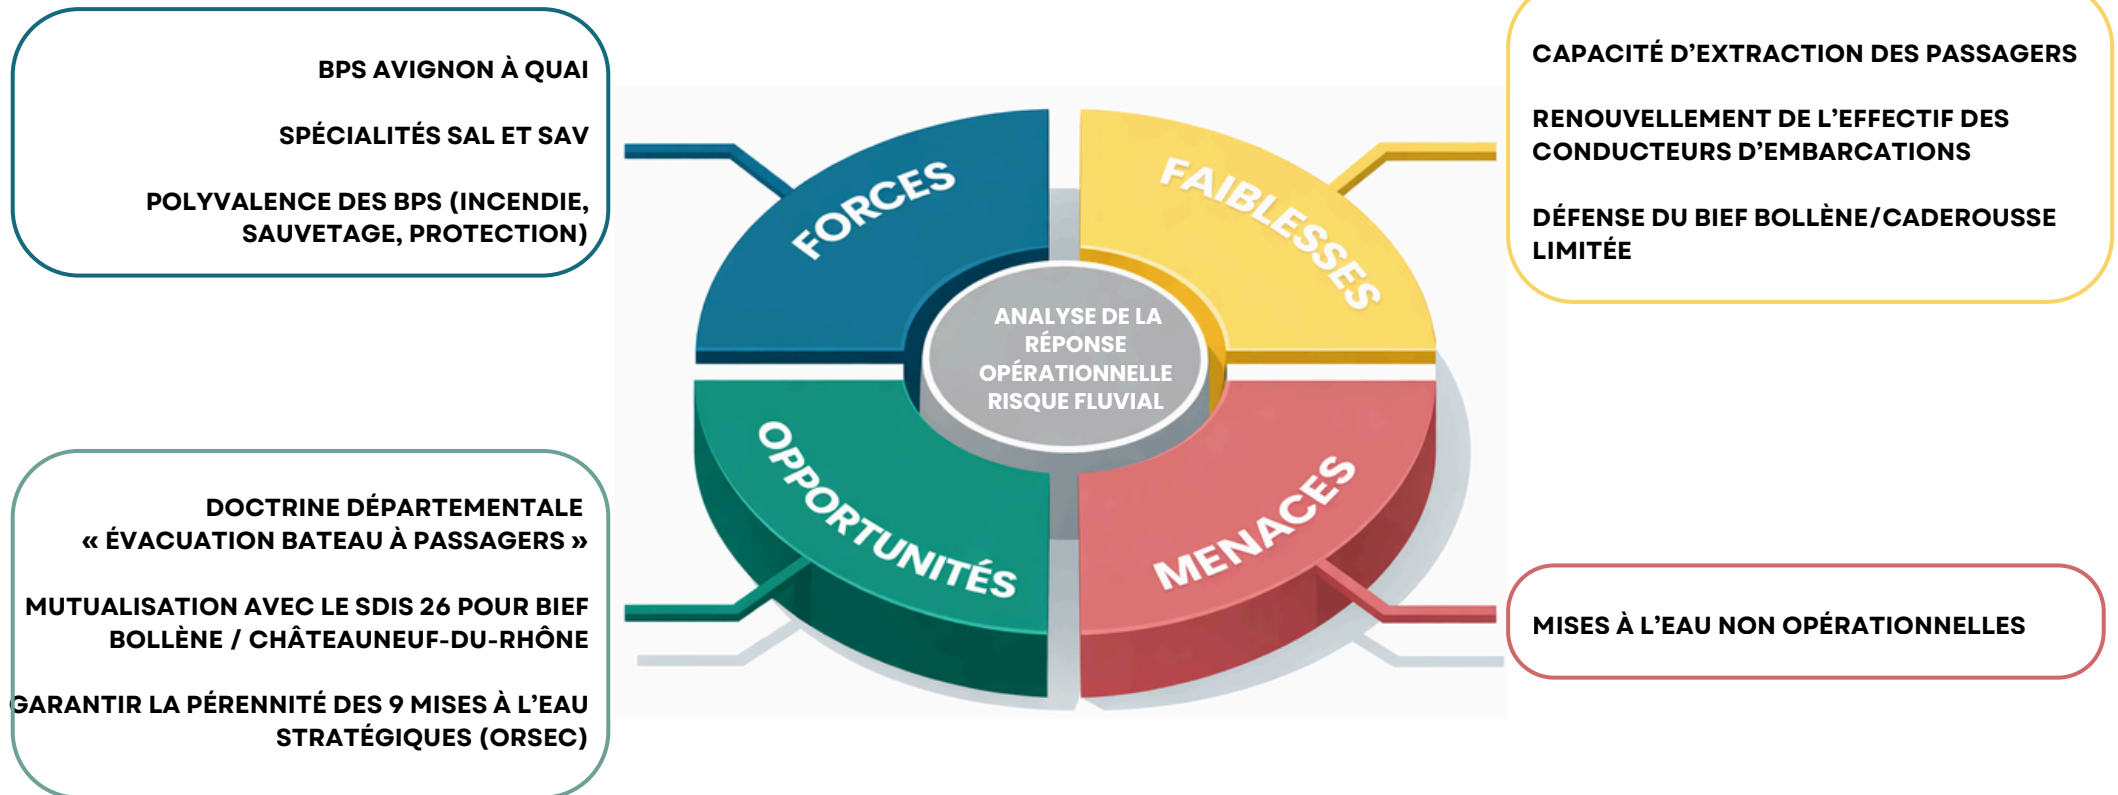 BPS AVIGNON À QUAI
SPÉCIALITÉS SAL ET SAV
POLYVALENCE DES BPS (INCENDIE,
SAUVETAGE, PROTECTION)
CAPACITÉ D’EXTRACTION DES PASSAGERS
RENOUVELLEMENT DE L’EFFECTIF DES
CONDUCTEURS D’EMBARCATIONS
DÉFENSE DU BIEF BOLLÈNE/CADEROUSSE
LIMITÉE
FORCES
FAIBLESSES
ANALYSE DE LA
RÉPONSE
OPÉRATIONNELLE
RISQUE FLUVIAL
OPPORTUNITÉS
MENACES
DOCTRINE DÉPARTEMENTALE
« ÉVACUATION BATEAU À PASSAGERS »
MUTUALISATION AVEC LE SDIS 26 POUR BIEF
BOLLÈNE / CHÂTEAUNEUF-DU-RHÔNE
GARANTIR LA PÉRENNITÉ DES 9 MISES À L’EAU
STRATÉGIQUES (ORSEC)
MISES À L’EAU NON OPÉRATIONNELLES